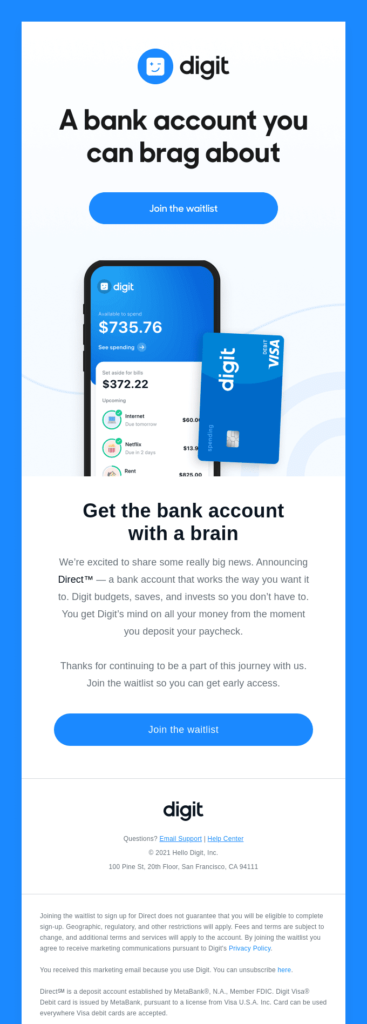 digit
A bank account you
can brag about
Join the waitlist
digit
Available to spend
$735.76
See spending
Set aside for bills
$372.22
Upcoming
Internet
Due tomorrow
$60.0
Netflix
Due in 2 days
$13.9
Rent
$825.00
digit
DEBIT
VISA
spending
Get the bank account
with a brain
We’re excited to share some really big news. Announcing
Direct™ — a bank account that works the way you want it
to. Digit budgets, saves, and invests so you don’t have to.
You get Digit’s mind on all your money from the moment
you deposit your paycheck.
Thanks for continuing to be a part of this journey with us.
Join the waitlist so you can get early access.
Join the waitlist
digit
Questions? Email Support | Help Center
© 2021 Hello Digit, Inc.
100 Pine St, 20th Floor, San Francisco, CA 94111
Joining the waitlist to sign up for Direct does not guarantee that you will be eligible to complete
sign-up. Geographic, regulatory, and other restrictions will apply. Fees and terms are subject to
change, and additional terms and services will apply to the account. By joining the waitlist you
agree to receive marketing communications pursuant to Digit's Privacy Policy.
You received this marketing email because you use Digit. You can unsubscribe here.
Direct℠ is a deposit account established by MetaBank®, N.A., Member FDIC. Digit Visa®
Debit card is issued by MetaBank, pursuant to a license from Visa U.S.A. Inc. Card can be used
everywhere Visa debit cards are accepted.